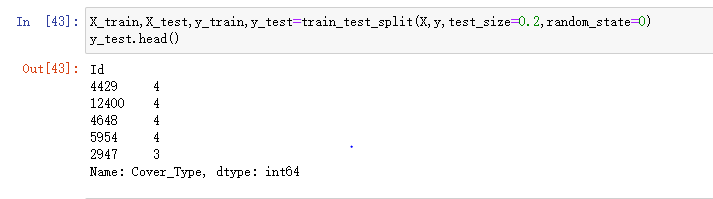 In [43]: X_train,X_test,y_train,y_test=train_test_split(X,y,test_size=0.2,random_state=0)
y_test.head()
Out[43]: Id
4429 4
12400 4
4648 4
5954 4
2947 3
Name: Cover_Type, dtype: int64